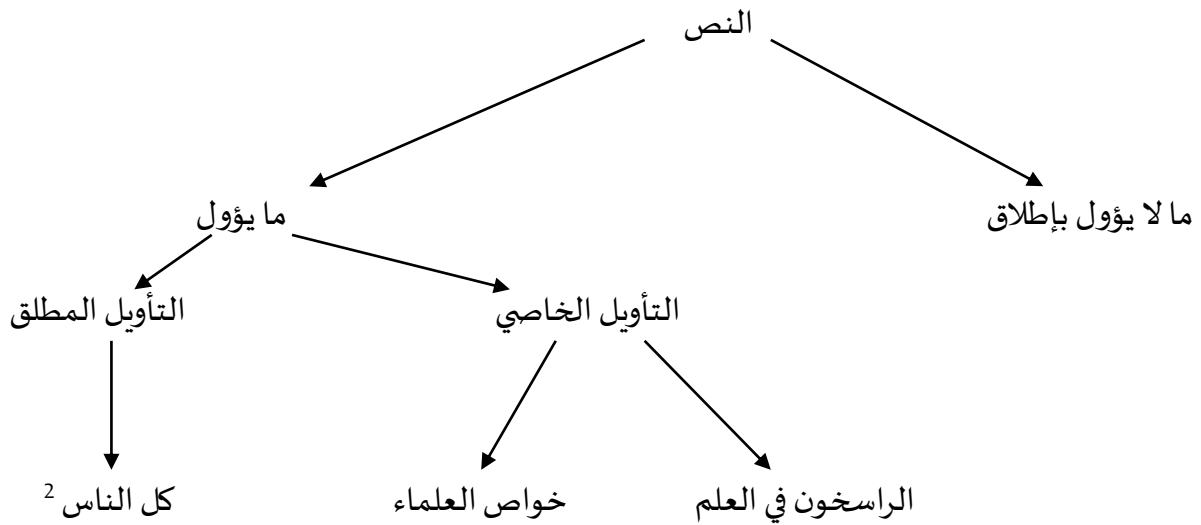 النص
ما لا يؤول بإطلاق ما يؤول
التأويل الخاصي التأويل المطلق
الراسخون في العلم خواص العلماء كل الناس 2